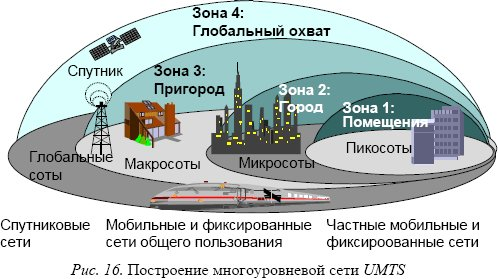 Зона 4:
Глобальный охват
Спутник
Зона 3:
Пригород
Зона 2:
Город
Зона 1:
Помещения
Глобальные
соты
Макросоты
Микросоты
Пикосоты
Спутниковые
сети
Мобильные и фиксированные
сети общего пользования
Частные мобильные и
фиксироованные сети
Рис. 16. Построение многоуровневой сети UMTS